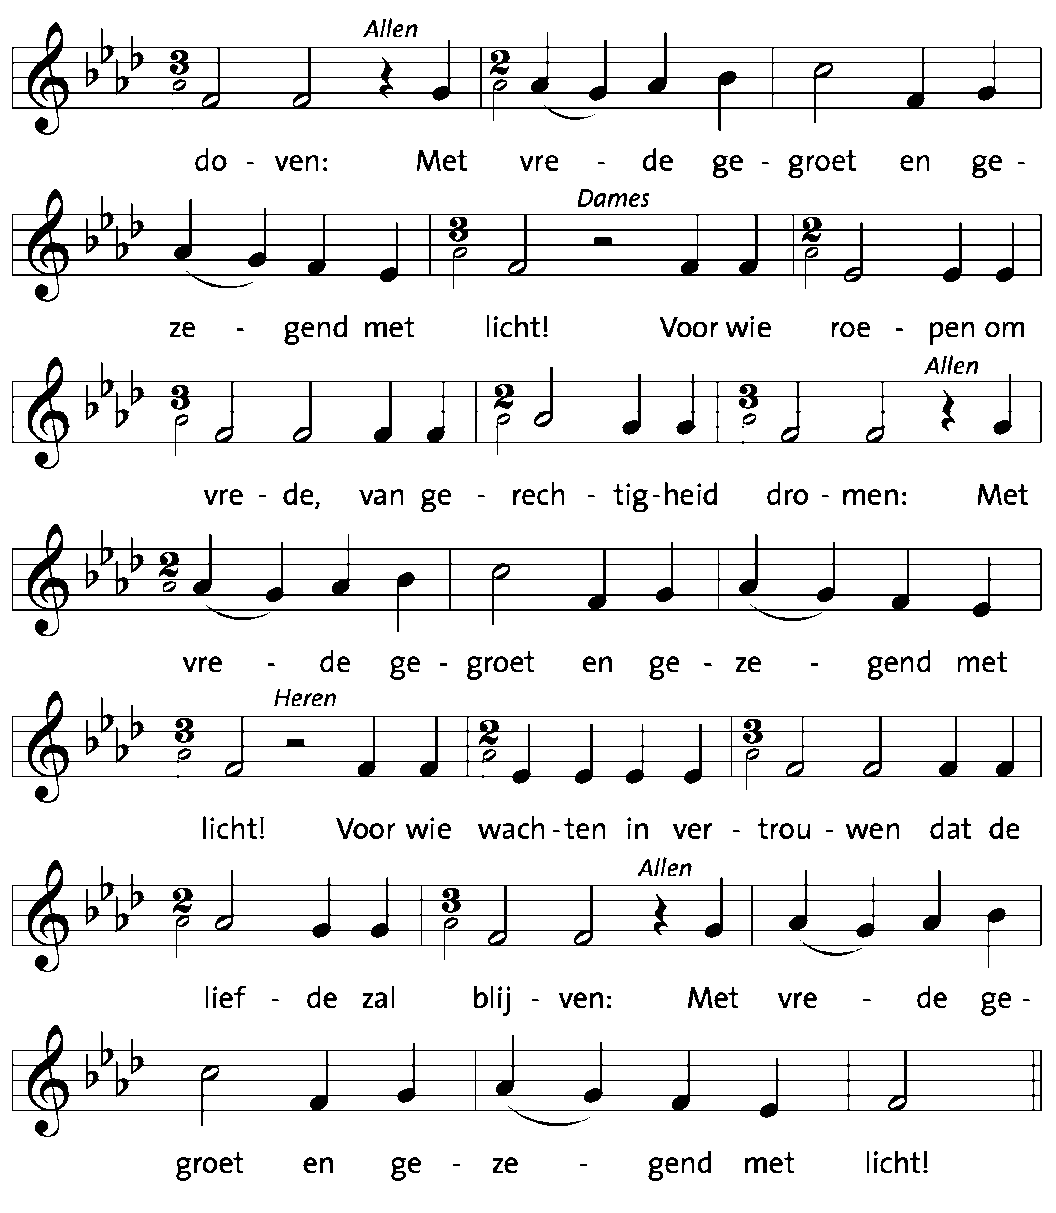 Allen
do - ven: Met vre - de ge - groet en ge -
Dames
ze - gend met licht! Voor wie roe - pen om
Allen
vre - de, van ge - rech - tig - heid dro - men: Met
vre - de ge - groet en ge - ze - gend met
Heren
licht! Voor wie wach - ten in ver - trou - wen dat de
Allen
lief - de zal blij - ven: Met vre - de ge -
groet en ge - ze - gend met licht!